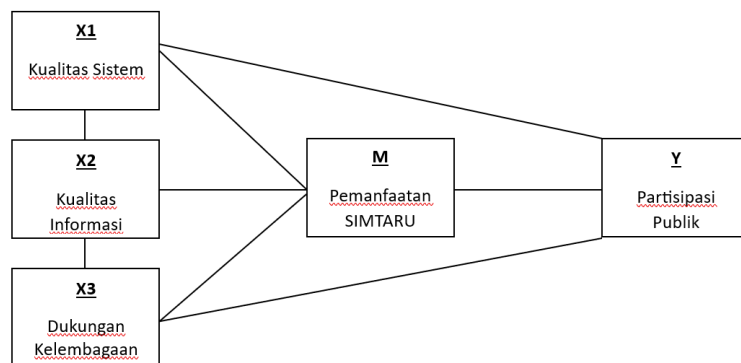 X1
Kualitas Sistem
X2
Kualitas
Informasi
X3
Dukungan
Kelembagaan
M
Pemanfaatan
SIMTARU
Y
Partisipasi
Publik